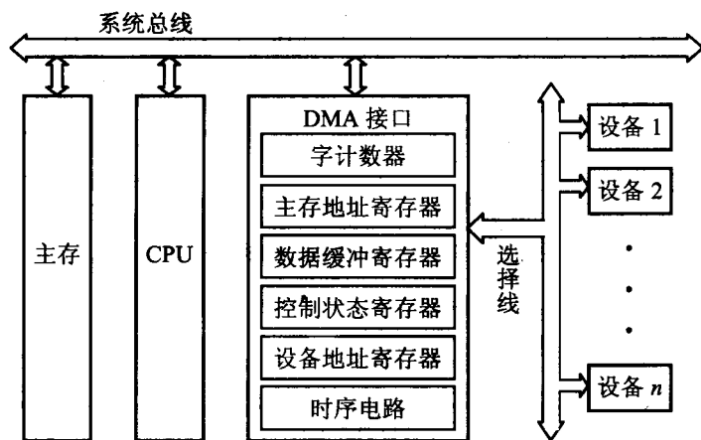 系统总线
主存
CPU
DMA 接口
字计数器
主存地址寄存器
数据缓冲寄存器
控制状态寄存器
设备地址寄存器
时序电路
选择线
设备 1
设备 2
设备 n